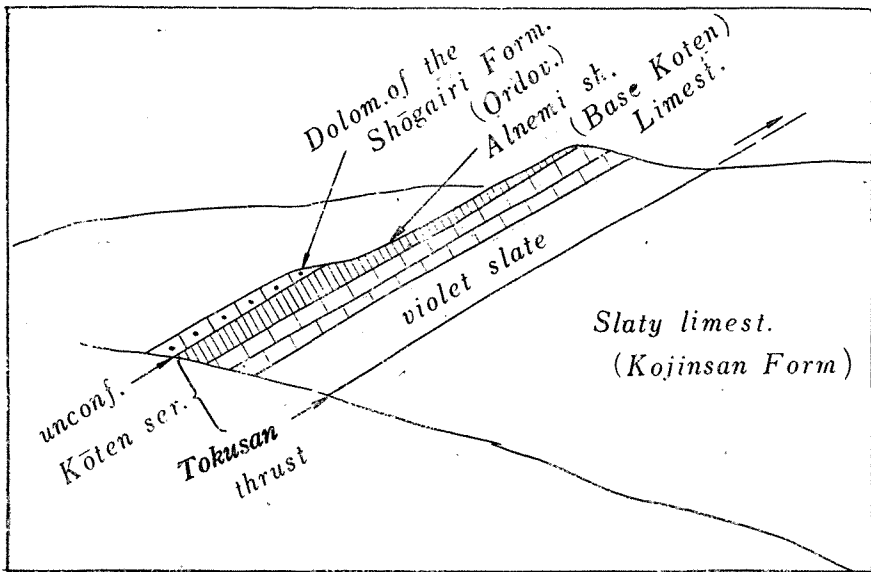 Dolom. of the
Shōgairi Form.
(Ordov.)
Alnemi sh.
(Base Koten)
Limest.
violet slate
Slaty limest.
(Kojinsan Form)
unconf.
Kōten ser.
Tokusan
thrust